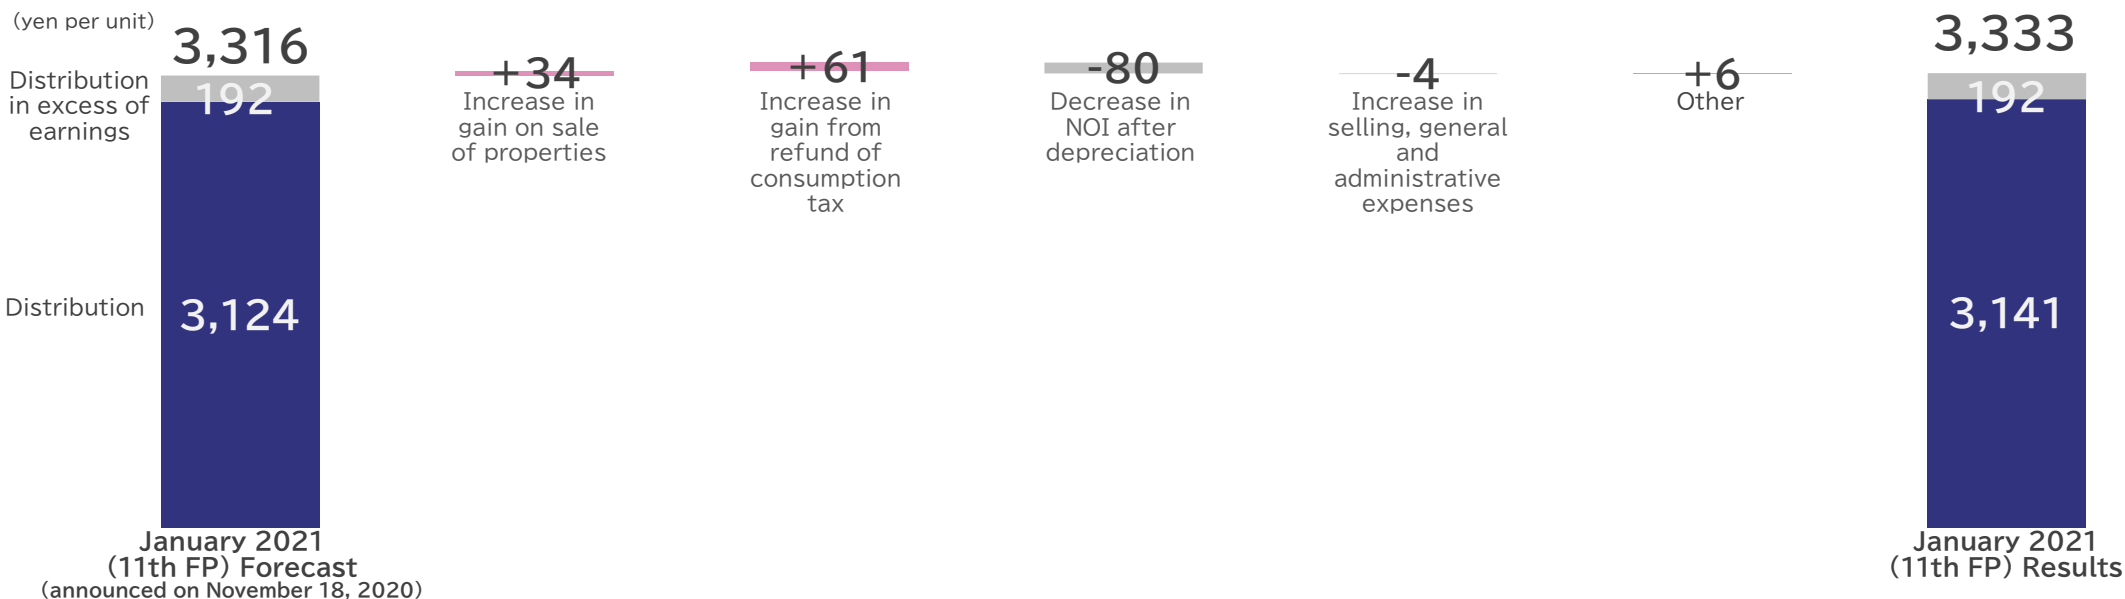 (yen per unit)
3,316
Distribution
in excess of
earnings
192
Distribution
3,124
January 2021
(11th FP) Forecast
(announced on November 18, 2020)
+34
Increase in
gain on sale
of properties
+61
Increase in
gain from
refund of
consumption
tax
-80
Decrease in
NOI after
depreciation
-4
Increase in
selling, general
and
administrative
expenses
+6
Other
3,333
192
3,141
January 2021
(11th FP) Results